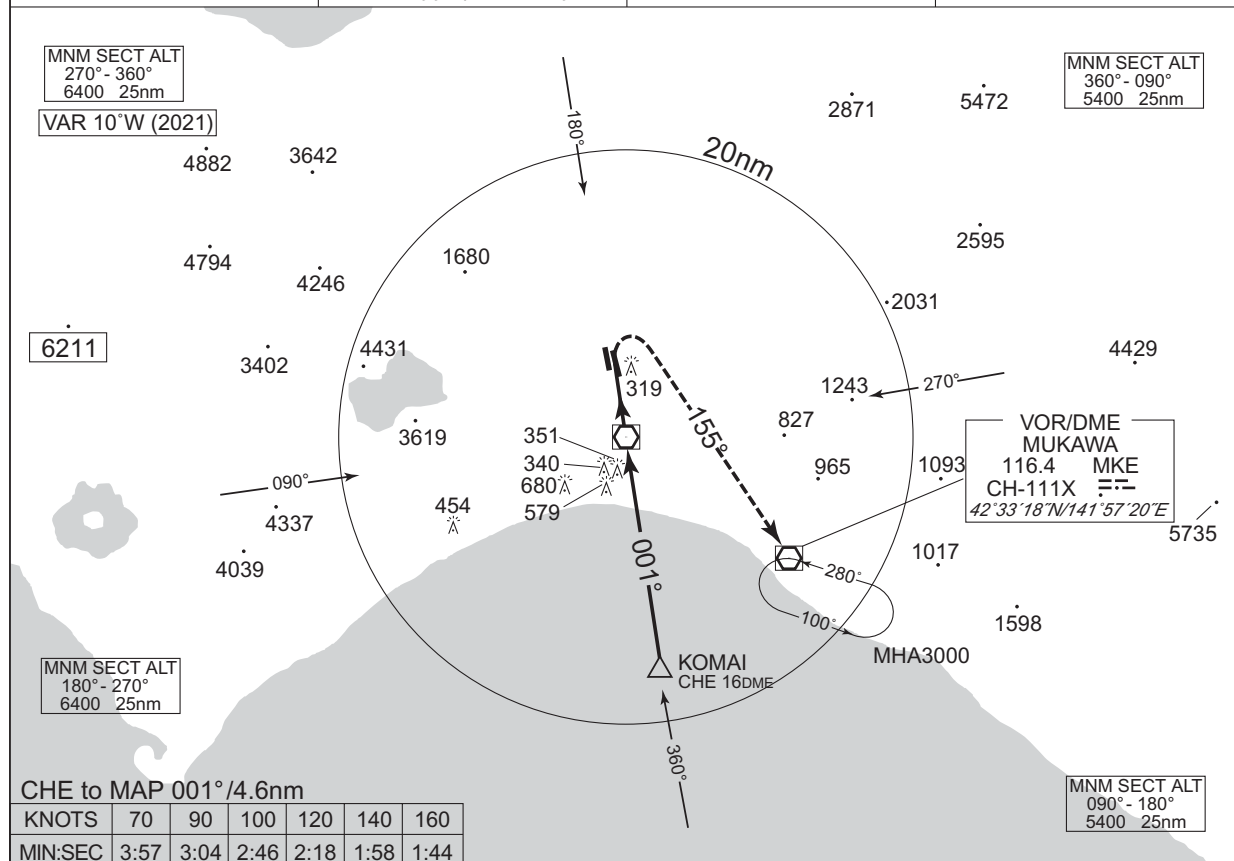 MNM SECT ALT
270°- 360°
6400 25nm
VAR 10°W (2021)
MNM SECT ALT
360°- 090°
5400 25nm
180°
20nm
2871
5472
4882
3642
2595
4794
4246
1680
2031
6211
3402
4431
319
4429
1243
270°
155°
827
3619
351
340
680
579
965
1093
VOR/DME
MUKAWA
116.4 MKE
CH-111X
42°33'18"N/141°57'20"E
5735
090°
4337
454
4039
001°
1017
280°
100°
1598
MHA3000
KOMAI
CHE 16DME
360°
MNM SECT ALT
180°- 270°
6400 25nm
MNM SECT ALT
090°- 180°
5400 25nm
CHE to MAP 001°/4.6nm
KNOTS 70 90 100 120 140 160
MIN:SEC 3:57 3:04 2:46 2:18 1:58 1:44